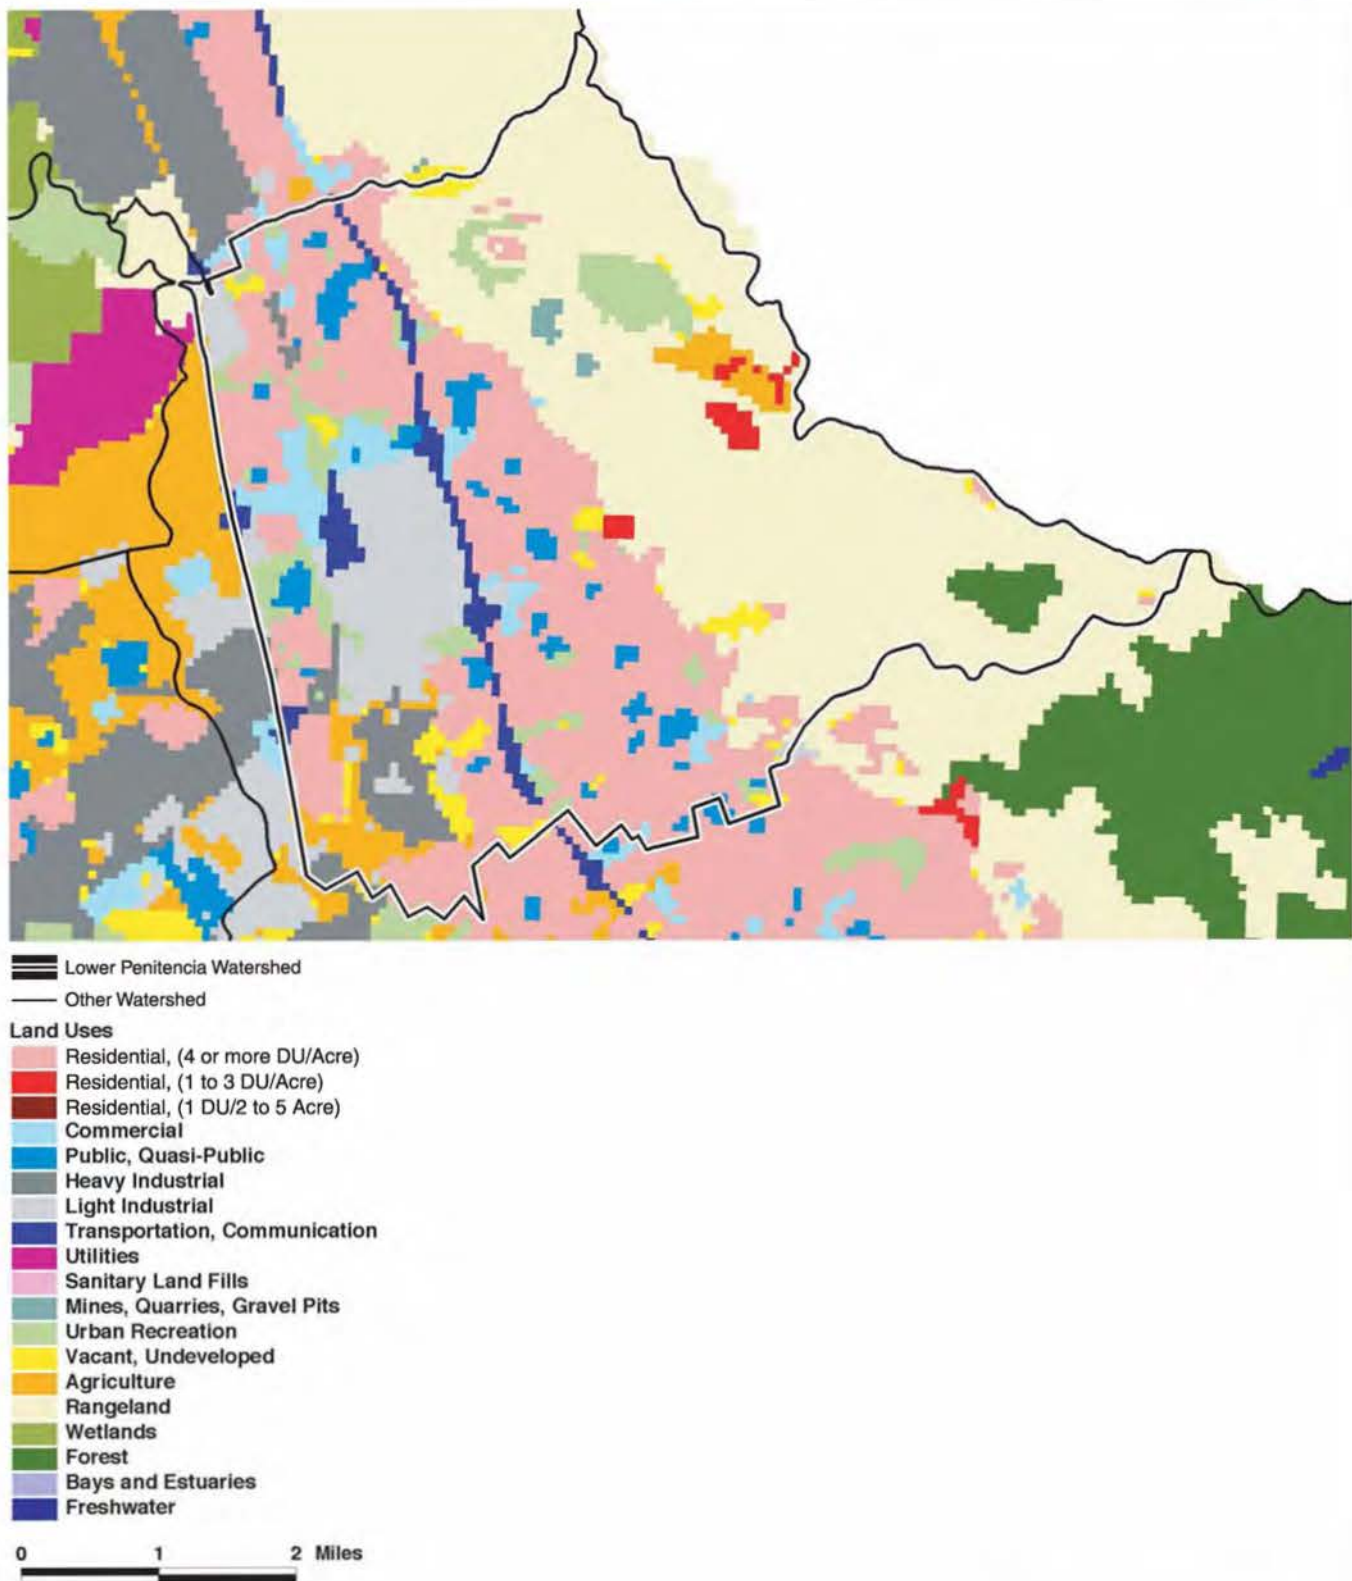 Lower Penitencia Watershed
Other Watershed
Land Uses
Residential, (4 or more DU/Acre)
Residential, (1 to 3 DU/Acre)
Residential, (1 DU/2 to 5 Acre)
Commercial
Public, Quasi-Public
Heavy Industrial
Light Industrial
Transportation, Communication
Utilities
Sanitary Land Fills
Mines, Quarries, Gravel Pits
Urban Recreation
Vacant, Undeveloped
Agriculture
Rangeland
Wetlands
Forest
Bays and Estuaries
Freshwater
0 1 2 Miles